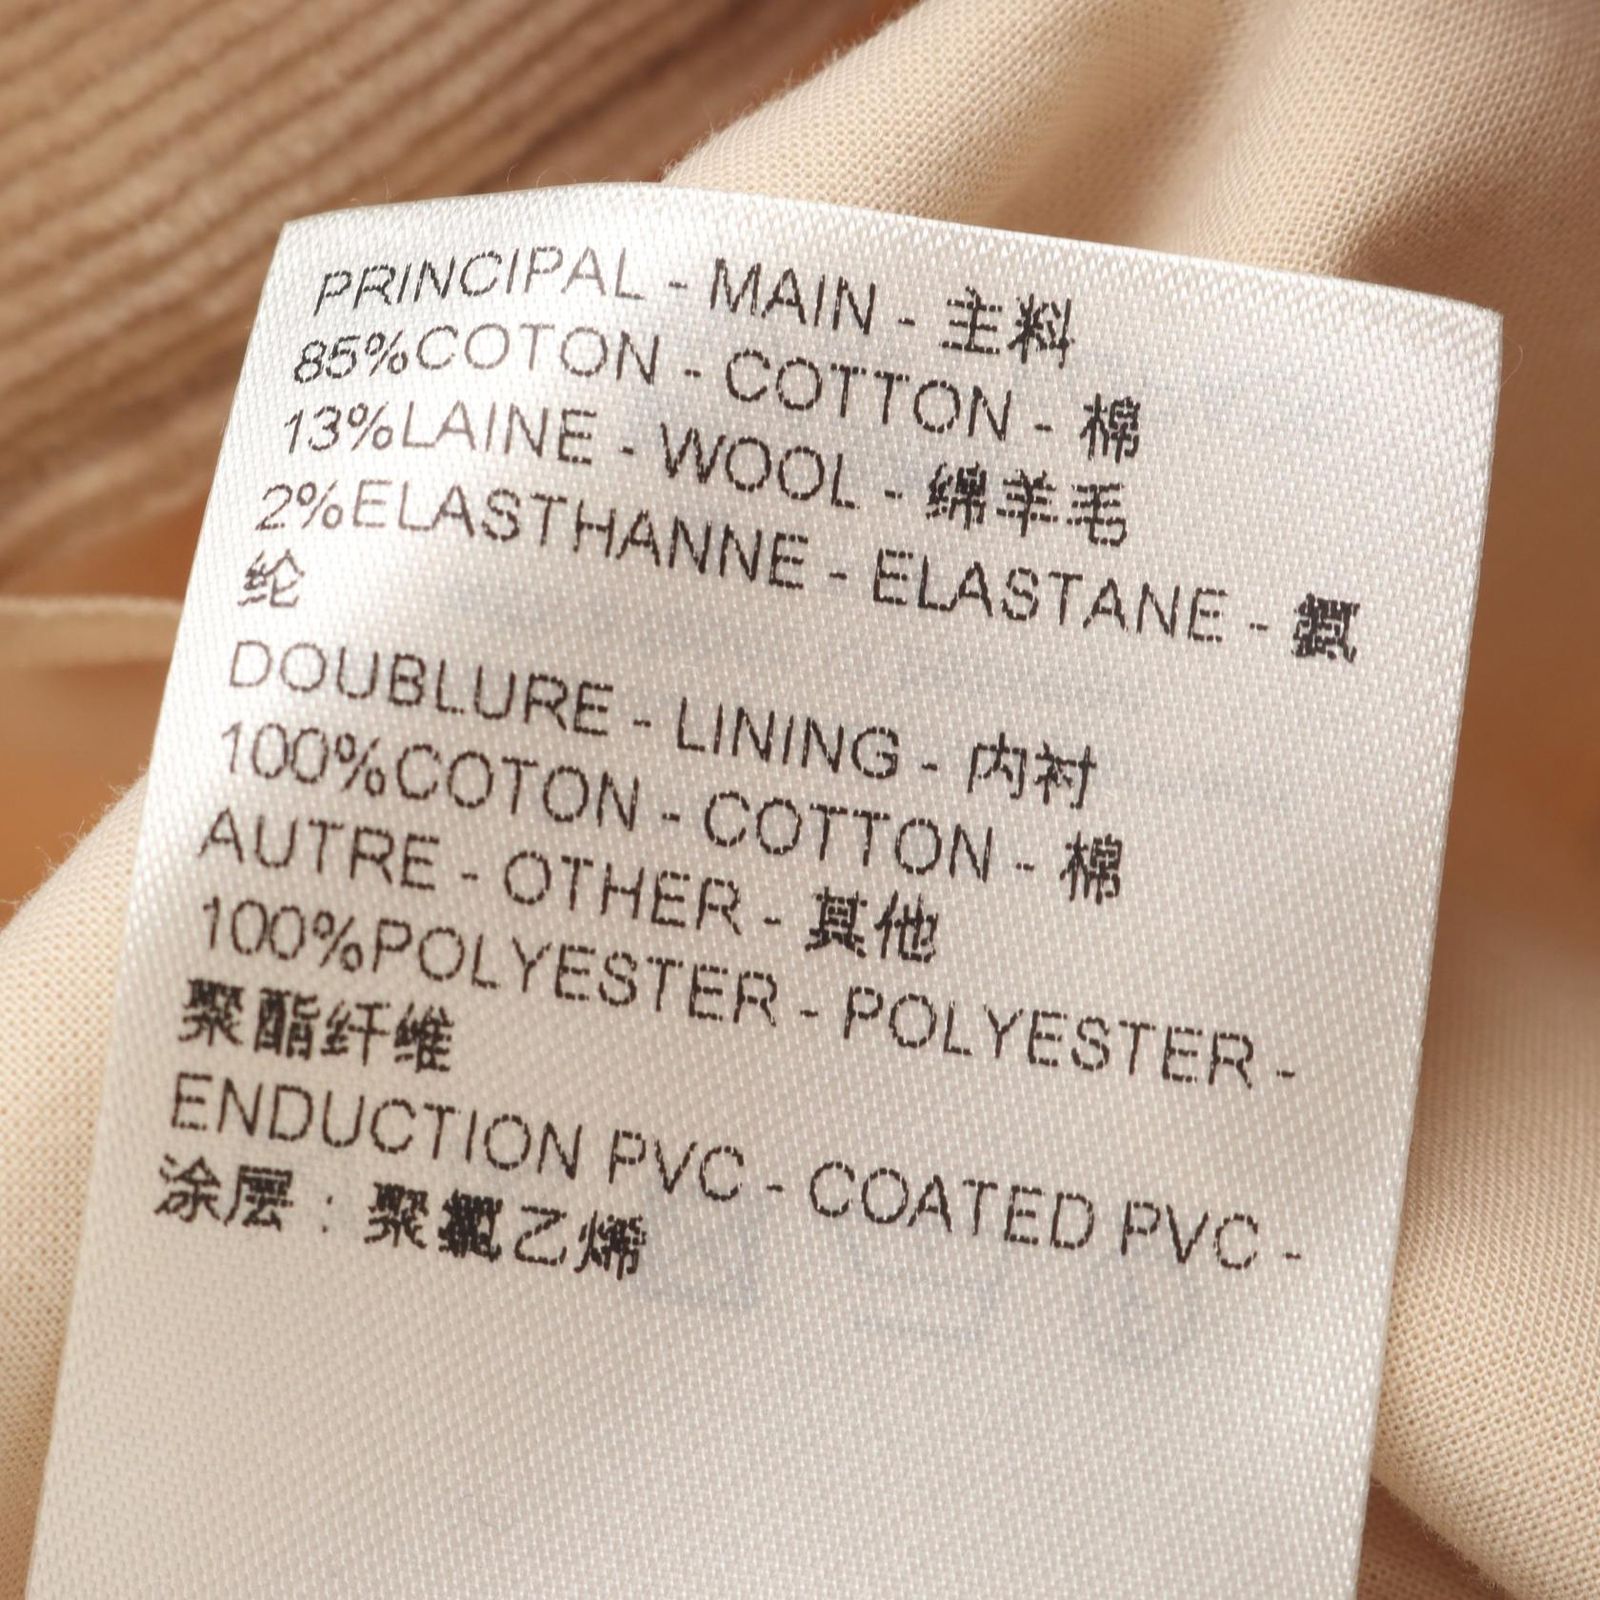 PRINCIPAL - MAIN - 主料
85%COTON - COTTON - 棉
13%LAINE - WOOL - 绵羊毛
2%ELASTHANNE - ELASTANE - 氨
纶
DOUBLURE - LINING - 内衬
100%COTON - COTTON - 棉
AUTRE - OTHER - 其他
100%POLYESTER - POLYESTER -
聚酯纤维
ENDUCTION PVC - COATED PVC -
涂层 : 聚氯乙烯